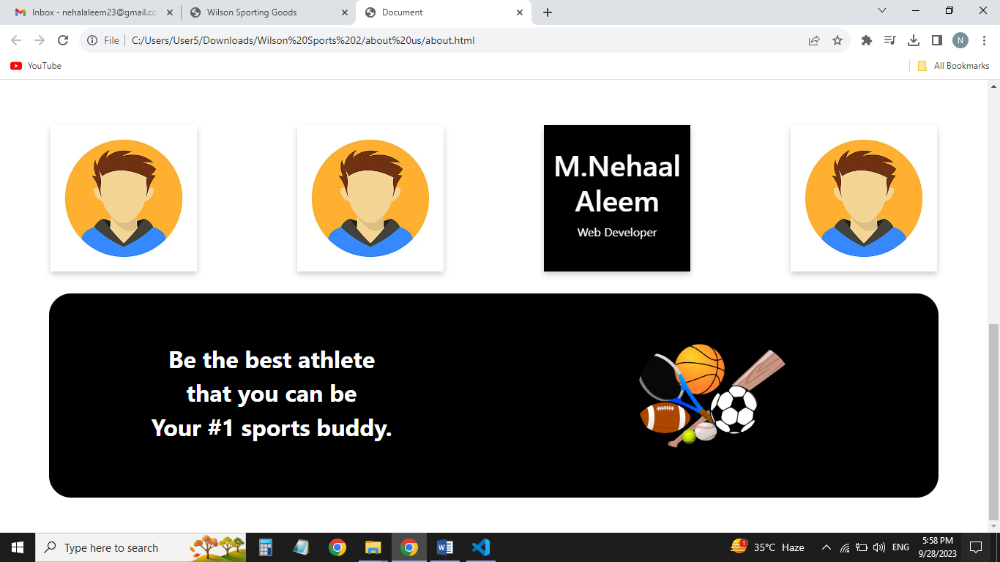 Inbox - nehalaleem23@gmail.co
Wilson Sporting Goods
Document
File
C:/Users/User5/Downloads/Wilson%20Sports%202/about%20us/about.html
N
YouTube
All Bookmarks
M.Nehaal
Aleem
Web Developer
Be the best athlete
that you can be
Your #1 sports buddy.
Type here to search
1
35°C Haze
ENG
5:58 PM
9/28/2023